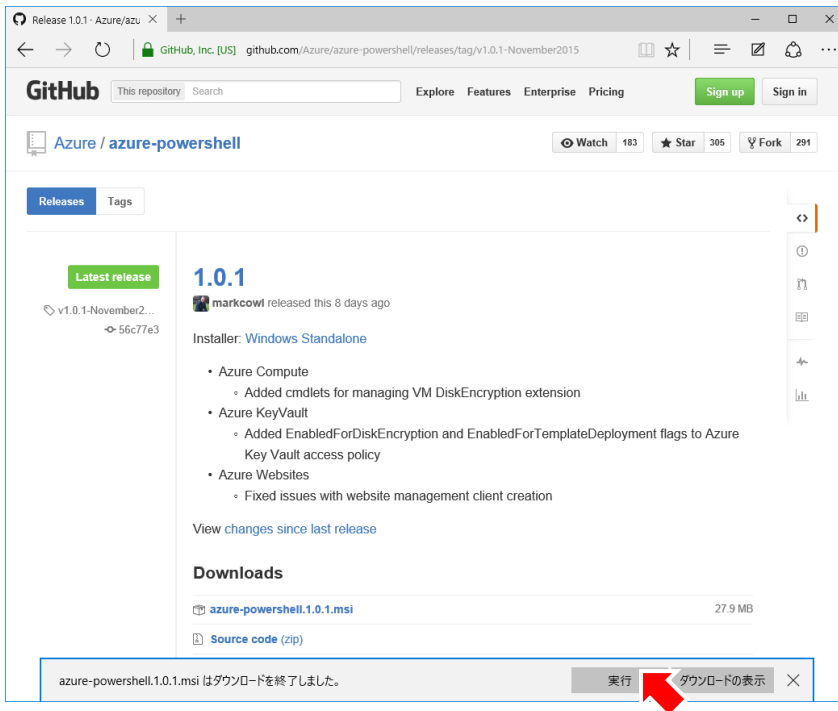 Release 1.0.1 · Azure/azu
GitHub, Inc. [US] github.com/Azure/azure-powershell/releases/tag/v1.0.1-November2015
GitHub This repository Search Explore Features Enterprise Pricing Sign up Sign in
Azure / azure-powershell Watch 183 Star 305 Fork 291
Releases Tags
Latest release
v1.0.1-November2...
56c77e3
1.0.1
markcowl released this 8 days ago
Installer: Windows Standalone
• Azure Compute
◦ Added cmdlets for managing VM DiskEncryption extension
• Azure KeyVault
◦ Added EnabledForDiskEncryption and EnabledForTemplateDeployment flags to Azure
Key Vault access policy
• Azure Websites
◦ Fixed issues with website management client creation
View changes since last release
Downloads
azure-powershell.1.0.1.msi 27.9 MB
Source code (zip)
azure-powershell.1.0.1.msi はダウンロードを終了しました。 実行 ダウンロードの表示